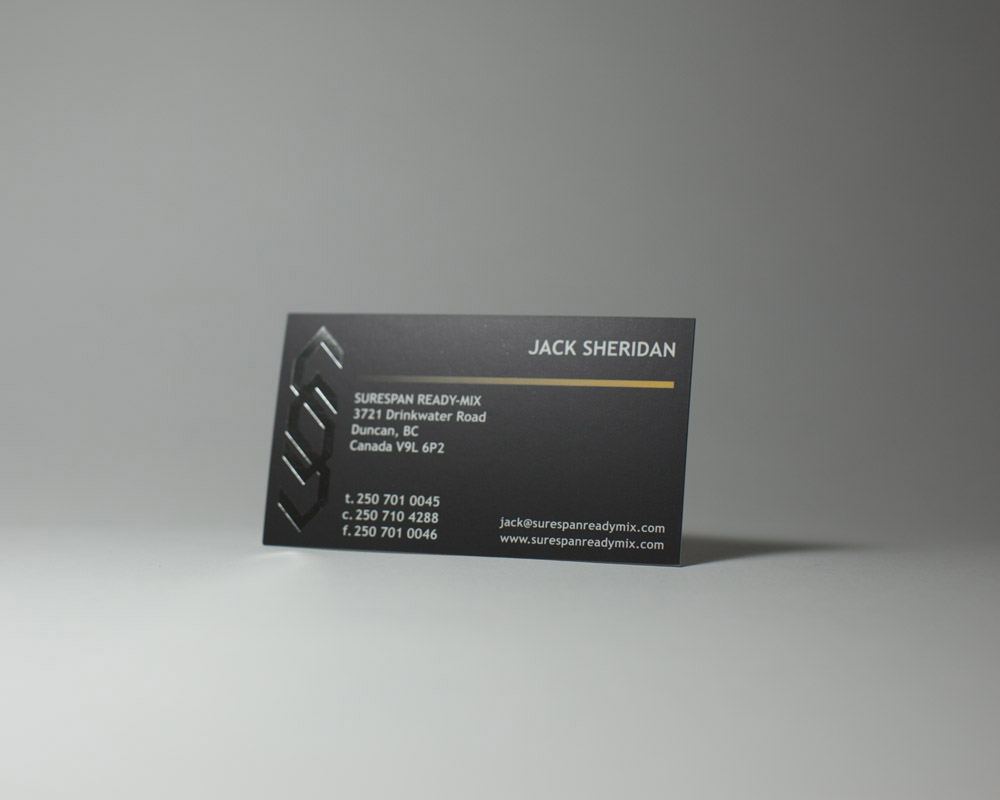 JACK SHERIDAN
SURESPAN READY-MIX
3721 Drinkwater Road
Duncan, BC
Canada V9L 6P2
t. 250 701 0045
c. 250 710 4288
f. 250 701 0046
jack@surespanreadymix.com
www.surespanreadymix.com